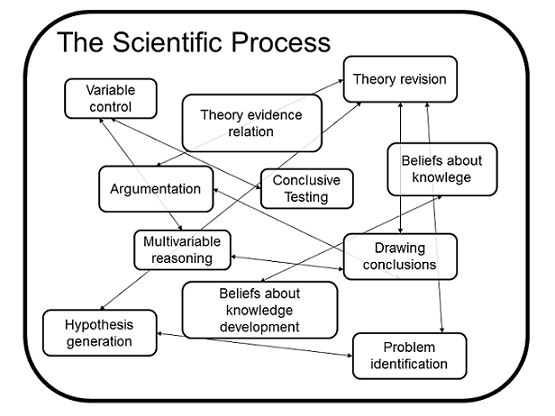 The Scientific Process
Variable
control
Theory revision
Theory evidence
relation
Beliefs about
knowlege
Argumentation
Conclusive
Testing
Multivariable
reasoning
Drawing
conclusions
Beliefs about
knowledge
development
Hypothesis
generation
Problem
identification